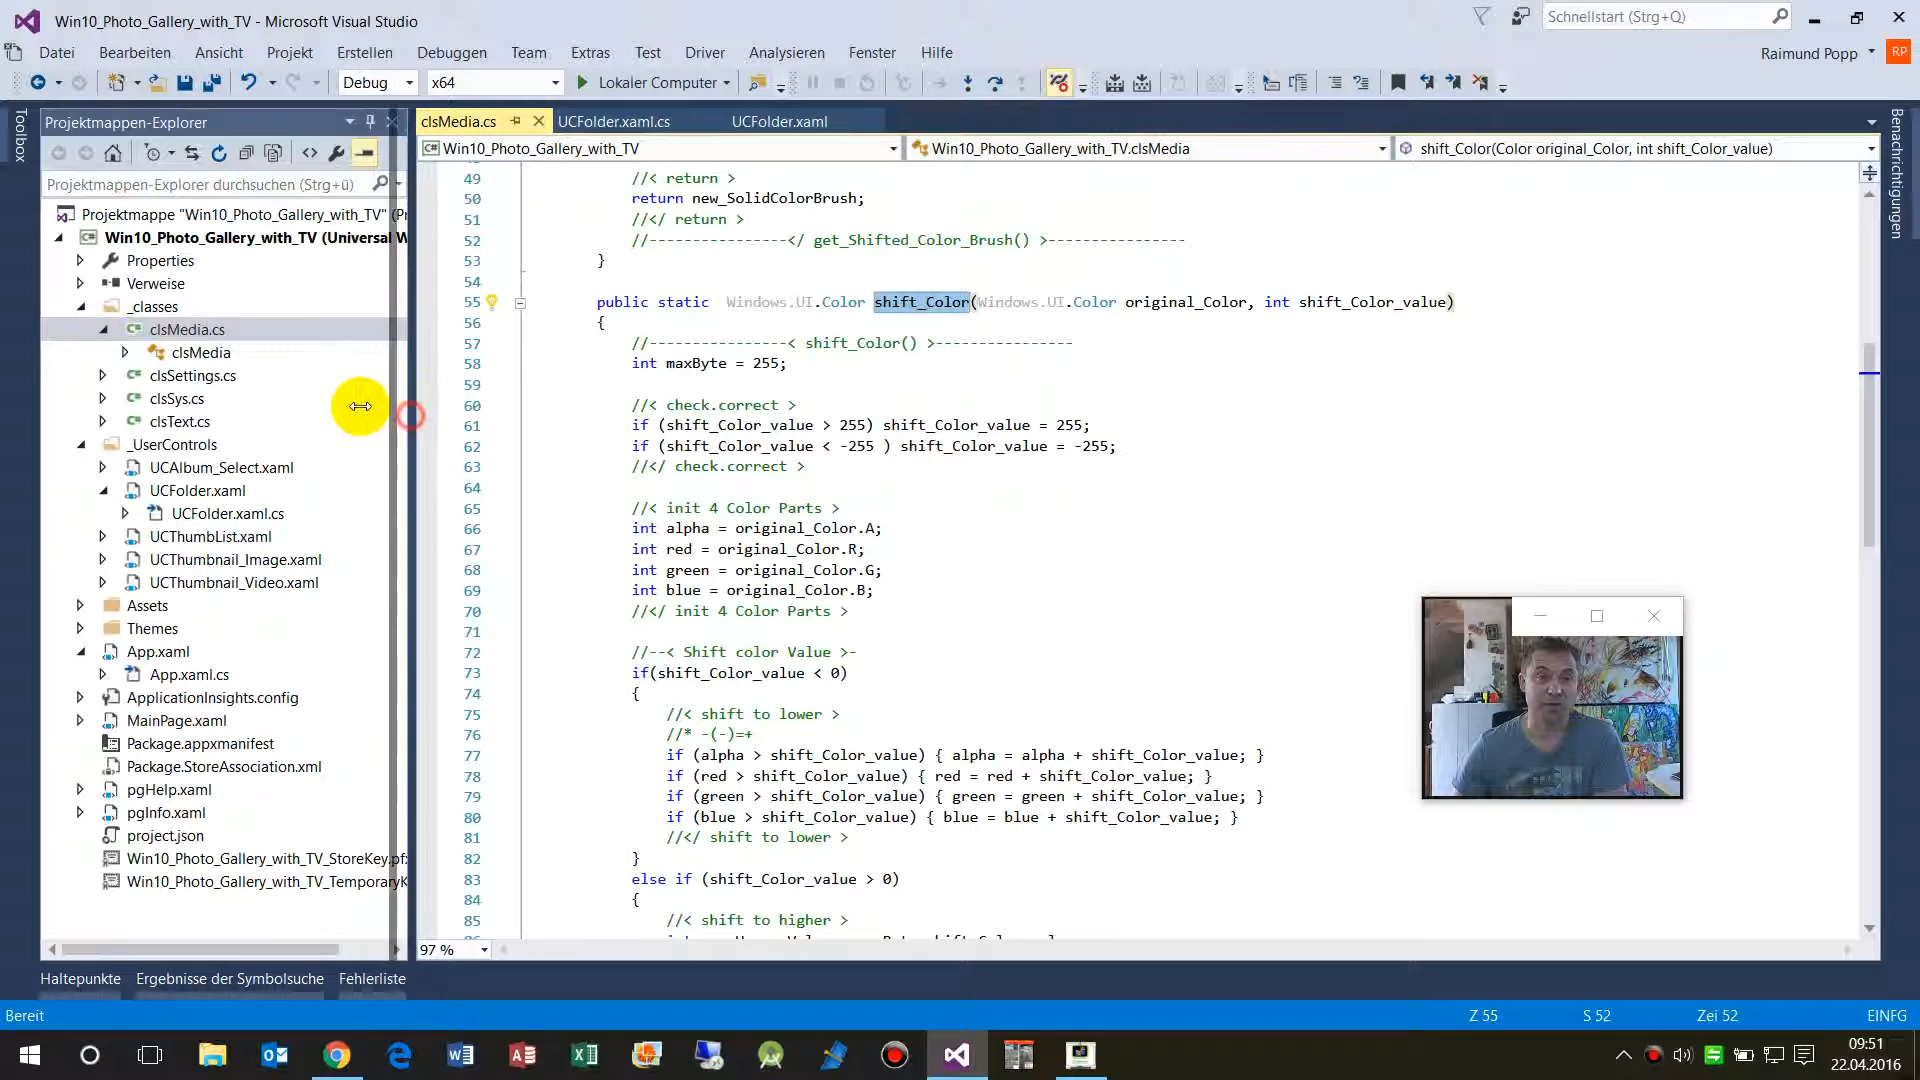 Win10_Photo_Gallery_with_TV - Microsoft Visual Studio
Schnellstart (Strg+Q)
Datei Bearbeiten Ansicht Projekt Erstellen Debuggen Team Extras Test Driver Analysieren Fenster Hilfe
Raimund Popp RP
Debug x64 Lokaler Computer
Toolbox
Projektmappen-Explorer
Projektmappen-Explorer durchsuchen (Strg+ü)
Projektmappe "Win10_Photo_Gallery_with_TV" (Pr
Win10_Photo_Gallery_with_TV (Universal W
Properties
Verweise
_classes
clsMedia.cs
clsMedia
clsSettings.cs
clsSys.cs
clsText.cs
_UserControls
UCAlbum_Select.xaml
UCFolder.xaml
UCFolder.xaml.cs
UCThumbList.xaml
UCThumbnail_Image.xaml
UCThumbnail_Video.xaml
Assets
Themes
App.xaml
App.xaml.cs
ApplicationInsights.config
MainPage.xaml
Package.appxmanifest
Package.StoreAssociation.xml
pgHelp.xaml
pgInfo.xaml
project.json
Win10_Photo_Gallery_with_TV_StoreKey.pfx
Win10_Photo_Gallery_with_TV_TemporaryK
clsMedia.cs UCFolder.xaml.cs UCFolder.xaml
Win10_Photo_Gallery_with_TV Win10_Photo_Gallery_with_TV.clsMedia shift_Color(Color original_Color, int shift_Color_value)
49 //< return >
50 return new_SolidColorBrush;
51 //</ return >
52 //----------------</ get_Shifted_Color_Brush() >----------------
53 }
54
55 public static Windows.UI.Color shift_Color(Windows.UI.Color original_Color, int shift_Color_value)
56 {
57 //----------------< shift_Color() >----------------
58 int maxByte = 255;
59
60 //< check.correct >
61 if (shift_Color_value > 255) shift_Color_value = 255;
62 if (shift_Color_value < -255 ) shift_Color_value = -255;
63 //</ check.correct >
64
65 //< init 4 Color Parts >
66 int alpha = original_Color.A;
67 int red = original_Color.R;
68 int green = original_Color.G;
69 int blue = original_Color.B;
70 //</ init 4 Color Parts >
71
72 //--< Shift color Value >-
73 if(shift_Color_value < 0)
74 {
75 //< shift to lower >
76 //* -(-)=+
77 if (alpha > shift_Color_value) { alpha = alpha + shift_Color_value; }
78 if (red > shift_Color_value) { red = red + shift_Color_value; }
79 if (green > shift_Color_value) { green = green + shift_Color_value; }
80 if (blue > shift_Color_value) { blue = blue + shift_Color_value; }
81 //</ shift to lower >
82 }
83 else if (shift_Color_value > 0)
84 {
85 //< shift to higher >
97 %
Benachrichtigungen
Haltepunkte Ergebnisse der Symbolsuche Fehlerliste
Bereit Z 55 S 52 Zei 52 EINFG
09:51
22.04.2016